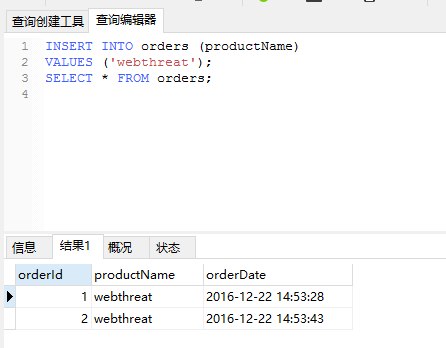 查询创建工具 查询编辑器
1 INSERT INTO orders (productName)
2 VALUES ('webthreat');
3 SELECT * FROM orders;
4
信息 结果1 概况 状态
orderId productName orderDate
1 webthreat 2016-12-22 14:53:28
2 webthreat 2016-12-22 14:53:43